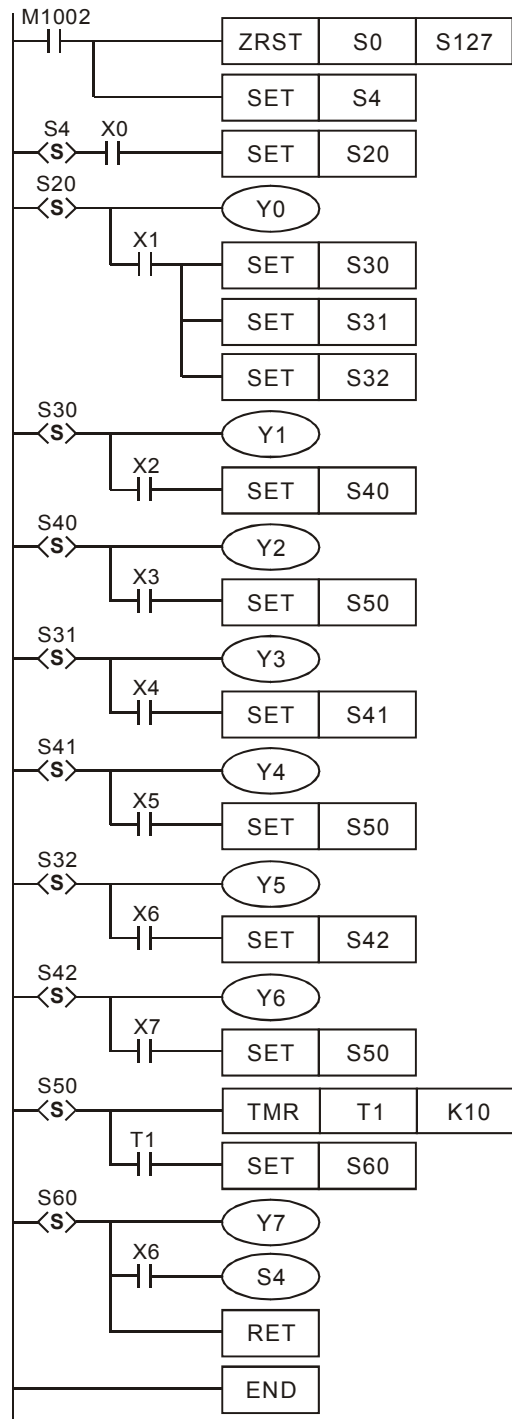 M1002
ZRST S0 S127
SET S4
S4 X0
S SET S20
S20
S Y0
X1
SET S30
SET S31
SET S32
S30
S Y1
X2
SET S40
S40
S Y2
X3
SET S50
S31
S Y3
X4
SET S41
S41
S Y4
X5
SET S50
S32
S Y5
X6
SET S42
S42
S Y6
X7
SET S50
S50
S TMR T1 K10
T1
SET S60
S60
S Y7
X6
S4
RET
END